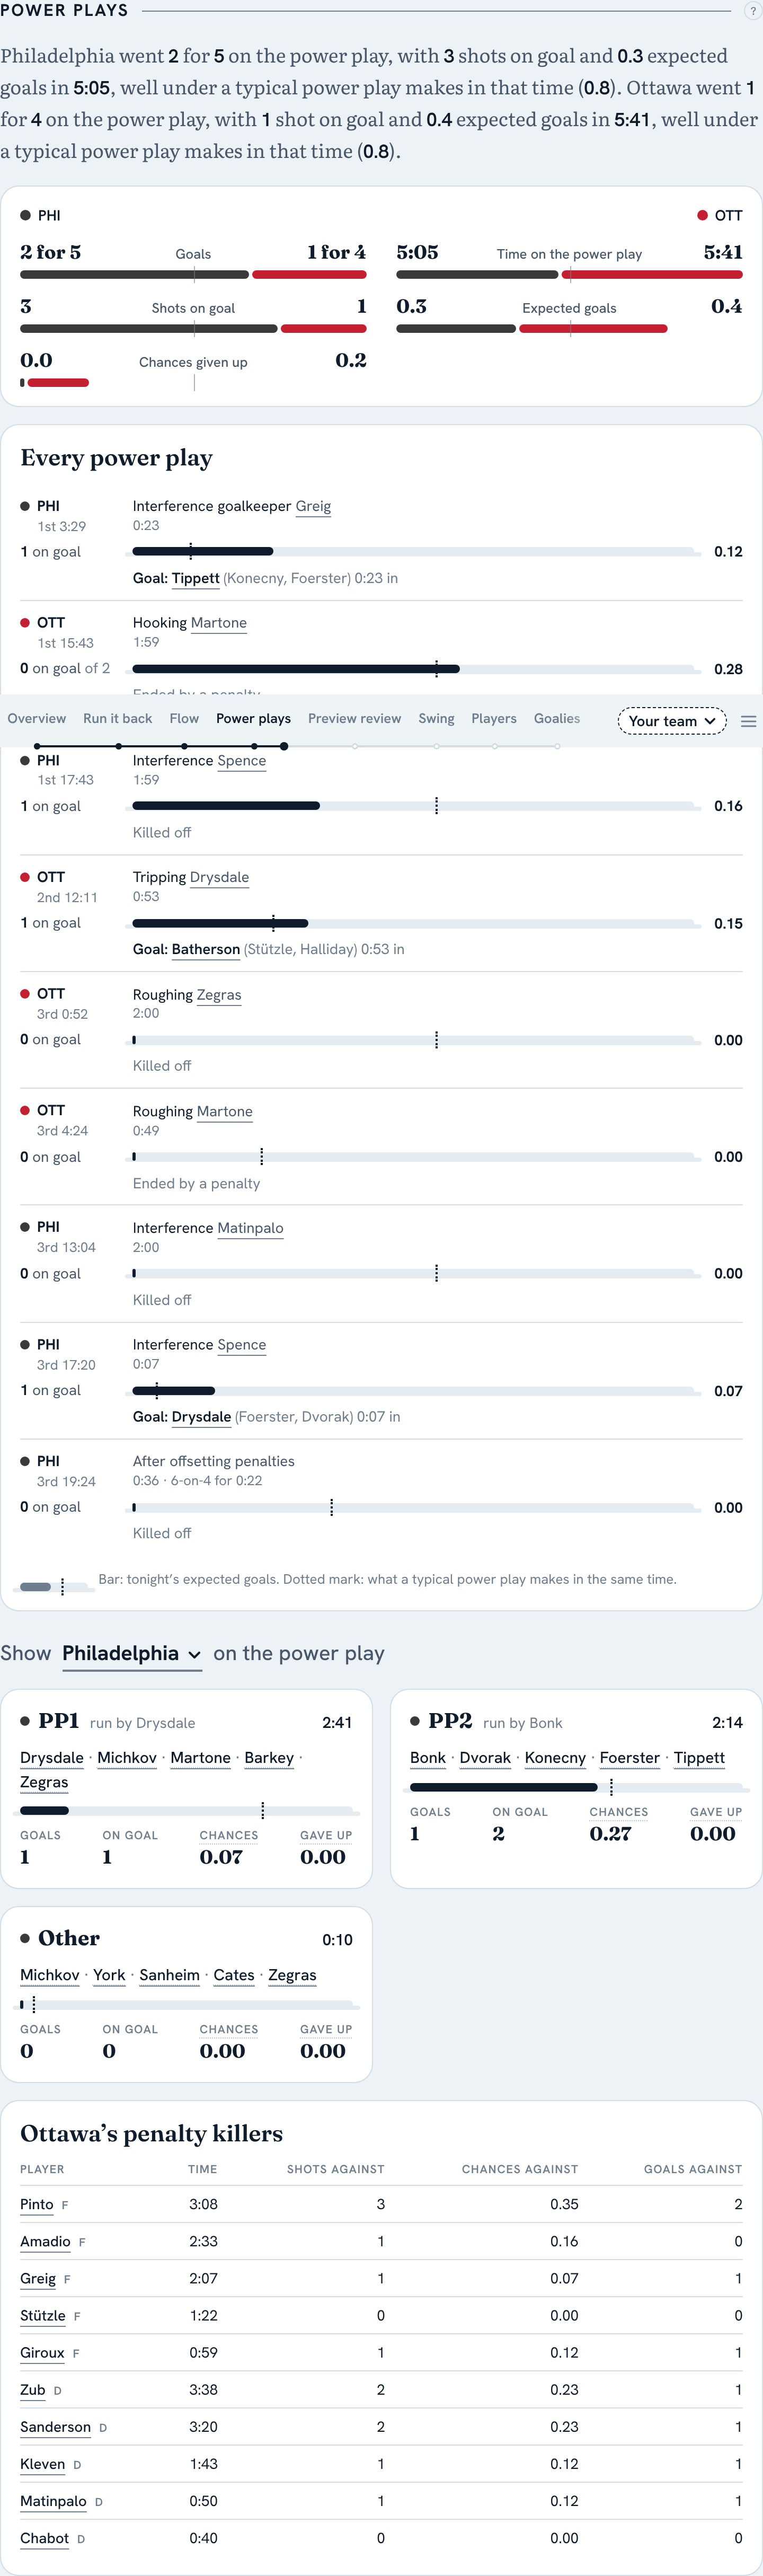 POWER PLAYS ?
Philadelphia went 2 for 5 on the power play, with 3 shots on goal and 0.3 expected
goals in 5:05, well under a typical power play makes in that time (0.8). Ottawa went 1
for 4 on the power play, with 1 shot on goal and 0.4 expected goals in 5:41, well under
a typical power play makes in that time (0.8).
PHI OTT
2 for 5 Goals 1 for 4 5:05 Time on the power play 5:41
3 Shots on goal 1 0.3 Expected goals 0.4
0.0 Chances given up 0.2
Every power play
PHI Interference goalkeeper Greig
1st 3:29 0:23
1 on goal 0.12
Goal: Tippett (Konecny, Foerster) 0:23 in
OTT Hooking Martone
1st 15:43 1:59
0 on goal of 2 0.28
Ended by a penalty
Overview Run it back Flow Power plays Preview review Swing Players Goalies Your team
PHI Interference Spence
1st 17:43 1:59
1 on goal 0.16
Killed off
OTT Tripping Drysdale
2nd 12:11 0:53
1 on goal 0.15
Goal: Batherson (Stützle, Halliday) 0:53 in
OTT Roughing Zegras
3rd 0:52 2:00
0 on goal 0.00
Killed off
OTT Roughing Martone
3rd 4:24 0:49
0 on goal 0.00
Ended by a penalty
PHI Interference Matinpalo
3rd 13:04 2:00
0 on goal 0.00
Killed off
PHI Interference Spence
3rd 17:20 0:07
1 on goal 0.07
Goal: Drysdale (Foerster, Dvorak) 0:07 in
PHI After offsetting penalties
3rd 19:24 0:36 · 6-on-4 for 0:22
0 on goal 0.00
Killed off
Bar: tonight’s expected goals. Dotted mark: what a typical power play makes in the same time.
Show Philadelphia on the power play
PP1 run by Drysdale 2:41
Drysdale · Michkov · Martone · Barkey ·
Zegras
GOALS ON GOAL CHANCES GAVE UP
1 1 0.07 0.00
PP2 run by Bonk 2:14
Bonk · Dvorak · Konecny · Foerster · Tippett
GOALS ON GOAL CHANCES GAVE UP
1 2 0.27 0.00
Other 0:10
Michkov · York · Sanheim · Cates · Zegras
GOALS ON GOAL CHANCES GAVE UP
0 0 0.00 0.00
Ottawa’s penalty killers
PLAYER TIME SHOTS AGAINST CHANCES AGAINST GOALS AGAINST
Pinto F 3:08 3 0.35 2
Amadio F 2:33 1 0.16 0
Greig F 2:07 1 0.07 1
Stützle F 1:22 0 0.00 0
Giroux F 0:59 1 0.12 1
Zub D 3:38 2 0.23 1
Sanderson D 3:20 2 0.23 1
Kleven D 1:43 1 0.12 1
Matinpalo D 0:50 1 0.12 1
Chabot D 0:40 0 0.00 0